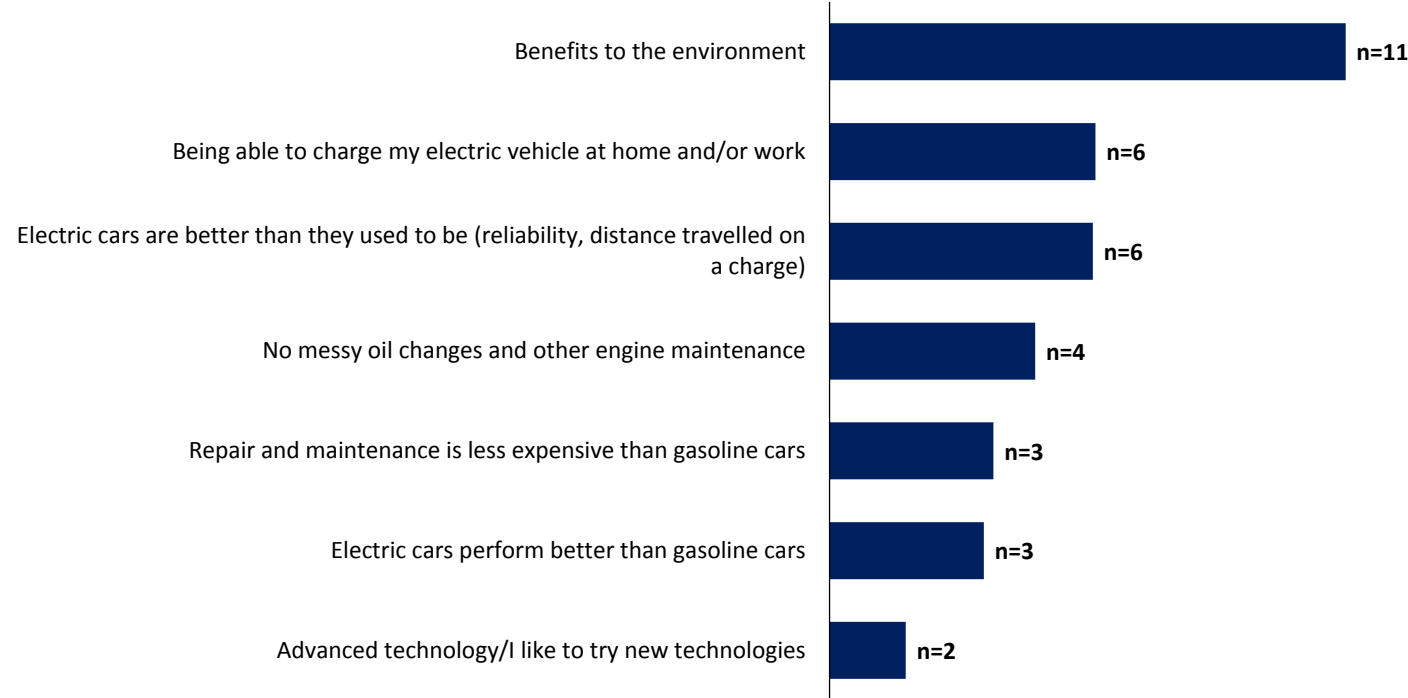 Benefits to the environment n=11
Being able to charge my electric vehicle at home and/or work n=6
Electric cars are better than they used to be (reliability, distance travelled on
a charge) n=6
No messy oil changes and other engine maintenance n=4
Repair and maintenance is less expensive than gasoline cars n=3
Electric cars perform better than gasoline cars n=3
Advanced technology/I like to try new technologies n=2